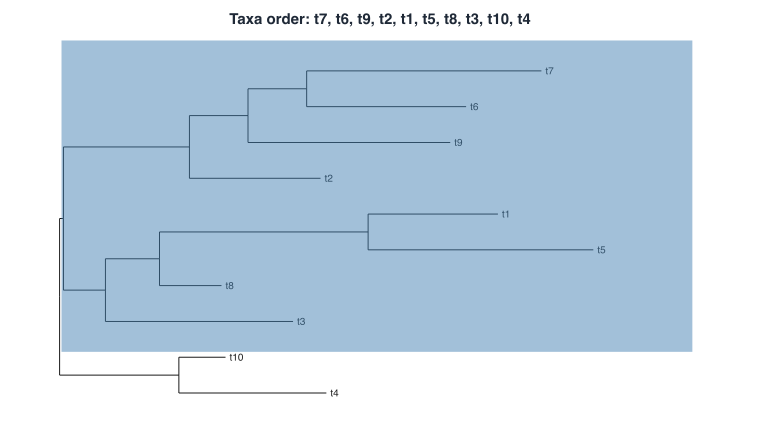 Taxa order: t7, t6, t9, t2, t1, t5, t8, t3, t10, t4
t7
t6
t9
t2
t1
t5
t8
t3
t10
t4